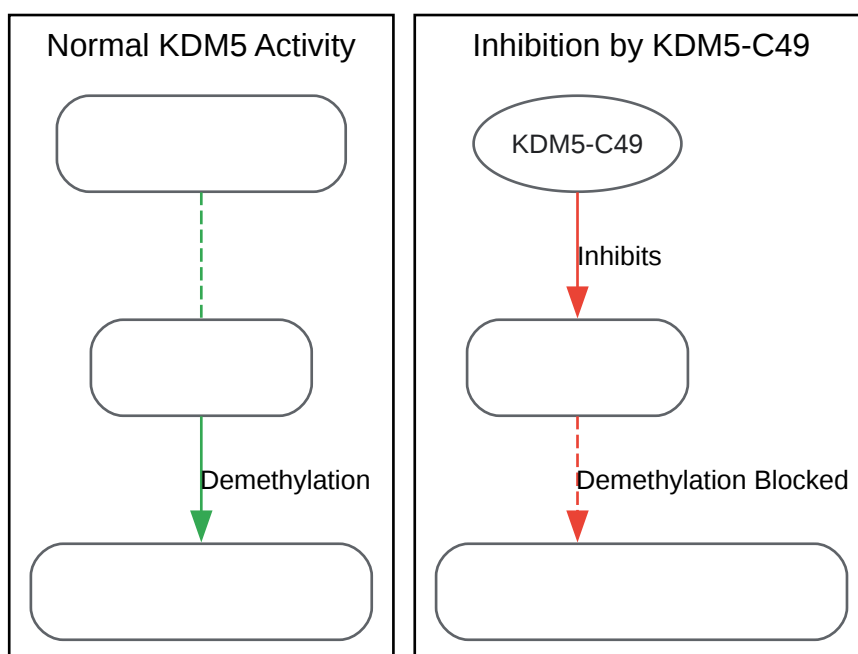 Normal KDM5 Activity
Demethylation
Inhibition by KDM5-C49
KDM5-C49
Inhibits
Demethylation Blocked